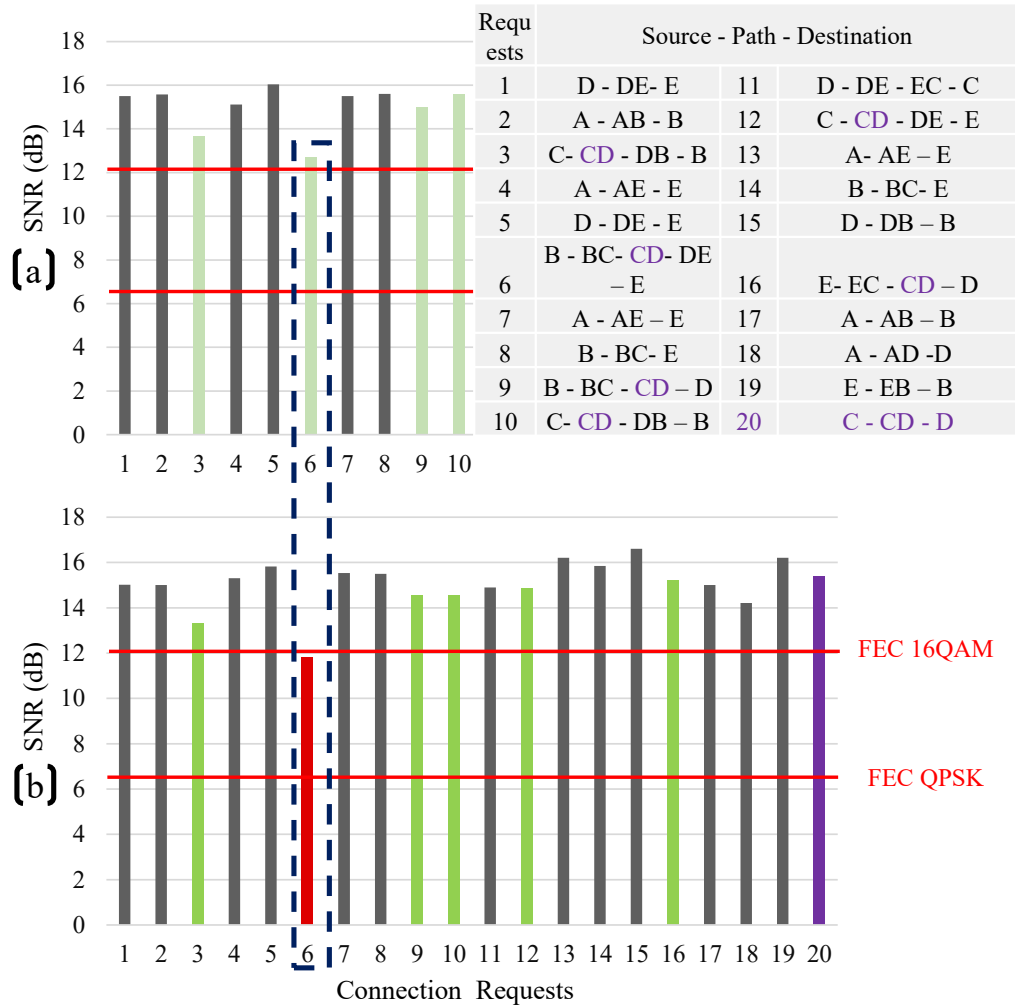 18
16
14
12
10
8
6
4
2
0
SNR (dB)
(a)
1 2 3 4 5 6 7 8 9 10
Requ
ests
Source - Path - Destination
1 D - DE- E 11 D - DE - EC - C
2 A - AB - B 12 C - CD - DE - E
3 C- CD - DB - B 13 A- AE – E
4 A - AE - E 14 B - BC- E
5 D - DE - E 15 D - DB – B
B - BC- CD- DE
6 – E 16 E- EC - CD – D
7 A - AE – E 17 A - AB – B
8 B - BC- E 18 A - AD -D
9 B - BC - CD – D 19 E - EB – B
10 C- CD - DB – B 20 C - CD - D
18
16
14
12
10
8
6
4
2
0
SNR (dB)
(b)
FEC 16QAM
FEC QPSK
1 2 3 4 5 6 7 8 9 10 11 12 13 14 15 16 17 18 19 20
Connection Requests